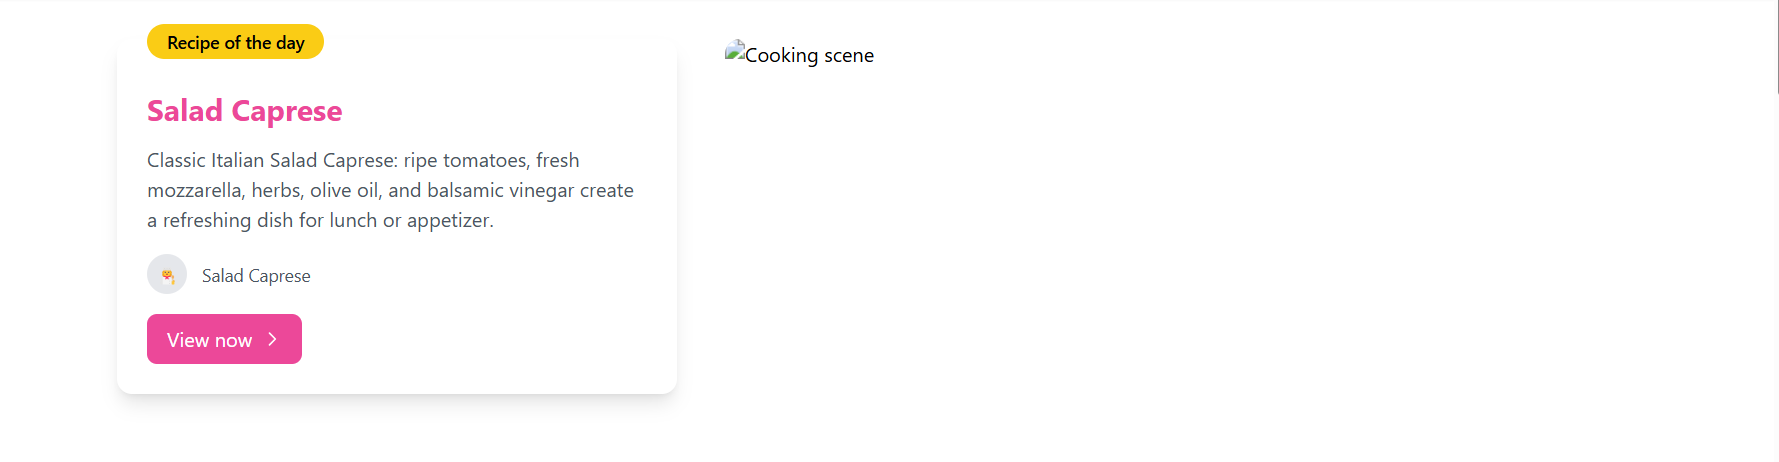 Recipe of the day
Salad Caprese
Classic Italian Salad Caprese: ripe tomatoes, fresh
mozzarella, herbs, olive oil, and balsamic vinegar create
a refreshing dish for lunch or appetizer.
Salad Caprese
View now
Cooking scene